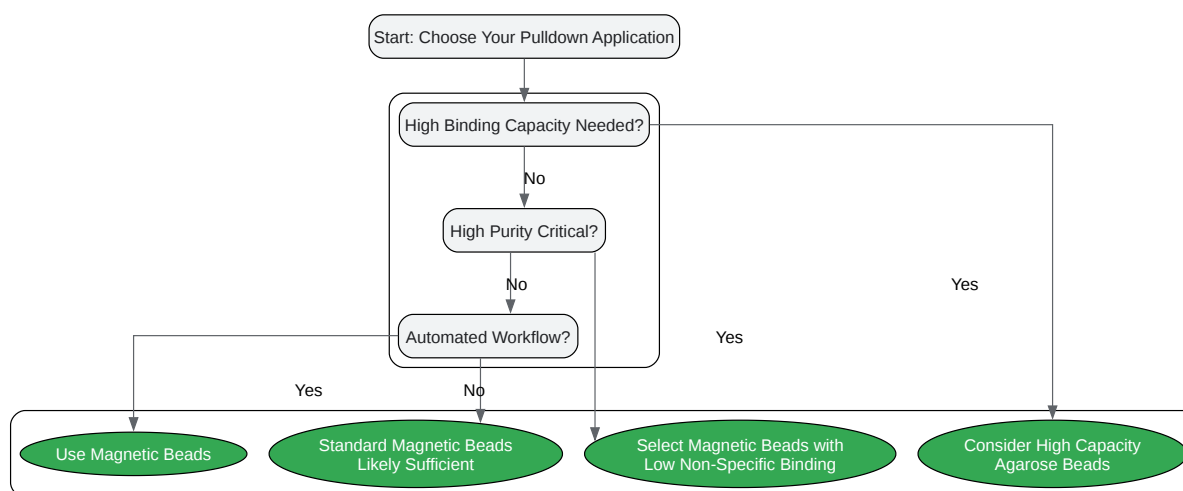 Start: Choose Your Pulldown Application
High Binding Capacity Needed?
No
High Purity Critical?
No
Yes
Automated Workflow?
Yes
Yes
No
Use Magnetic Beads
Standard Magnetic Beads
Likely Sufficient
Select Magnetic Beads with
Low Non-Specific Binding
Consider High Capacity
Agarose Beads